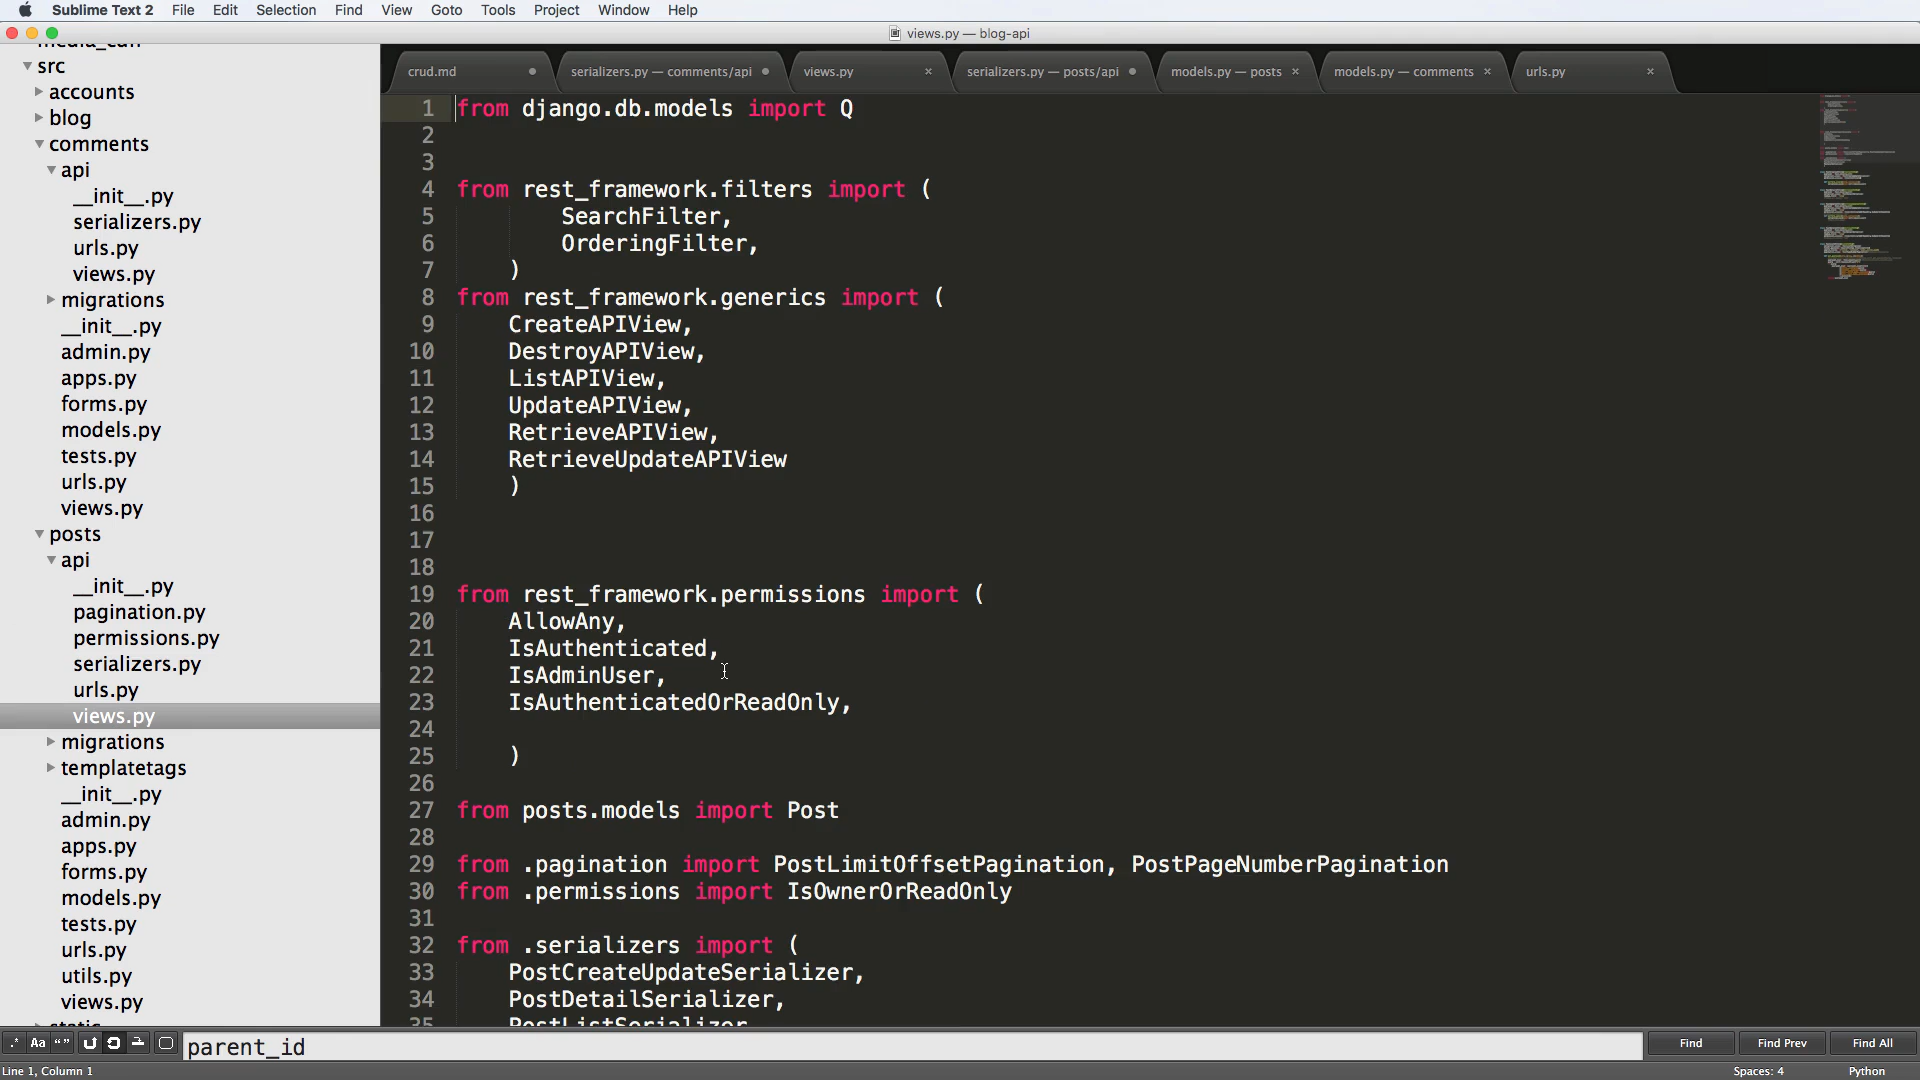 Sublime Text 2 File Edit Selection Find View Goto Tools Project Window Help
views.py — blog-api
crud.md serializers.py — comments/api views.py serializers.py — posts/api models.py — posts models.py — comments urls.py
src
accounts
blog
comments
api
__init__.py
serializers.py
urls.py
views.py
migrations
__init__.py
admin.py
apps.py
forms.py
models.py
tests.py
urls.py
views.py
posts
api
__init__.py
pagination.py
permissions.py
serializers.py
urls.py
views.py
migrations
templatetags
__init__.py
admin.py
apps.py
forms.py
models.py
tests.py
urls.py
utils.py
views.py
1 from django.db.models import Q
2
3
4 from rest_framework.filters import (
5 SearchFilter,
6 OrderingFilter,
7 )
8 from rest_framework.generics import (
9 CreateAPIView,
10 DestroyAPIView,
11 ListAPIView,
12 UpdateAPIView,
13 RetrieveAPIView,
14 RetrieveUpdateAPIView
15 )
16
17
18
19 from rest_framework.permissions import (
20 AllowAny,
21 IsAuthenticated,
22 IsAdminUser,
23 IsAuthenticatedOrReadOnly,
24
25 )
26
27 from posts.models import Post
28
29 from .pagination import PostLimitOffsetPagination, PostPageNumberPagination
30 from .permissions import IsOwnerOrReadOnly
31
32 from .serializers import (
33 PostCreateUpdateSerializer,
34 PostDetailSerializer,
35 PostListSerializer
.* Aa “” parent_id Find Find Prev Find All
Line 1, Column 1 Spaces: 4 Python